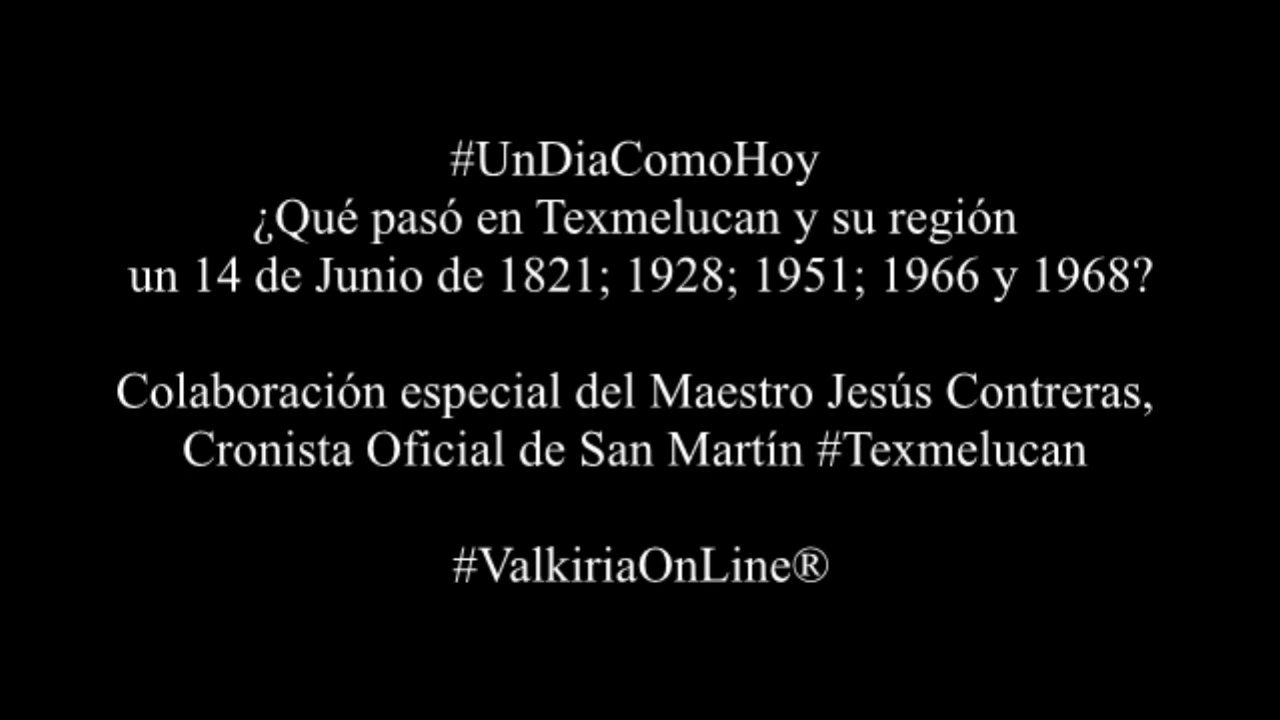 #UnDiaComoHoy
¿Qué pasó en Texmelucan y su región
un 14 de Junio de 1821; 1928; 1951; 1966 y 1968?
Colaboración especial del Maestro Jesús Contreras,
Cronista Oficial de San Martín #Texmelucan
#ValkiriaOnLine®